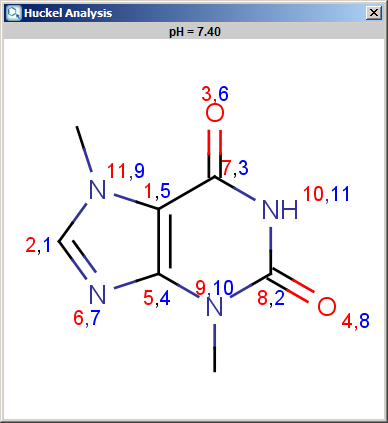 Huckel Analysis
pH = 7.40
3,6
O
11,9
7,3
N
1,5
10,11
NH
2,1
N
5,4
9,10
8,2
6,7
N
O
4,8